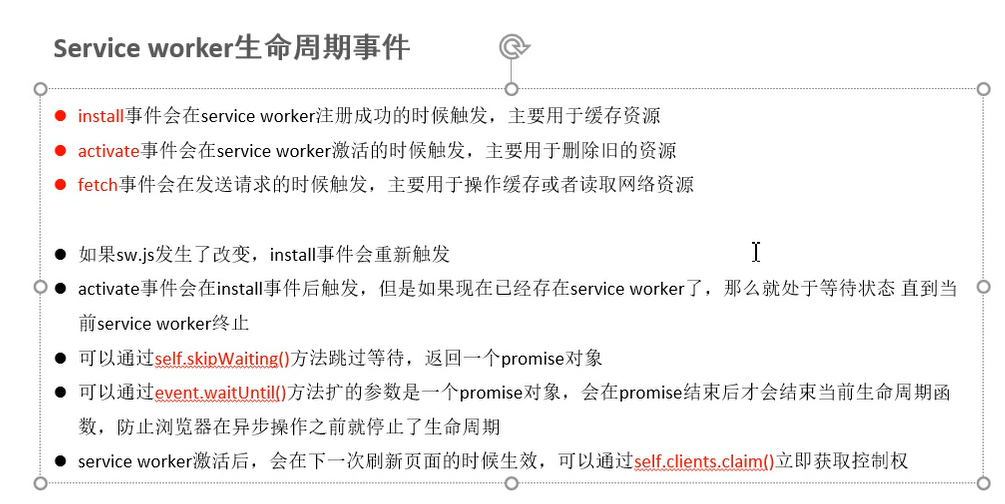 Service worker生命周期事件
install事件会在service worker注册成功的时候触发，主要用于缓存资源
activate事件会在service worker激活的时候触发，主要用于删除旧的资源
fetch事件会在发送请求的时候触发，主要用于操作缓存或者读取网络资源
如果sw.js发生了改变，install事件会重新触发
activate事件会在install事件后触发，但是如果现在已经存在service worker了，那么就处于等待状态 直到当
前service worker终止
可以通过self.skipWaiting()方法跳过等待，返回一个promise对象
可以通过event.waitUntil()方法扩的参数是一个promise对象，会在promise结束后才会结束当前生命周期函
数，防止浏览器在异步操作之前就停止了生命周期
service worker激活后，会在下一次刷新页面的时候生效，可以通过self.clients.claim()立即获取控制权